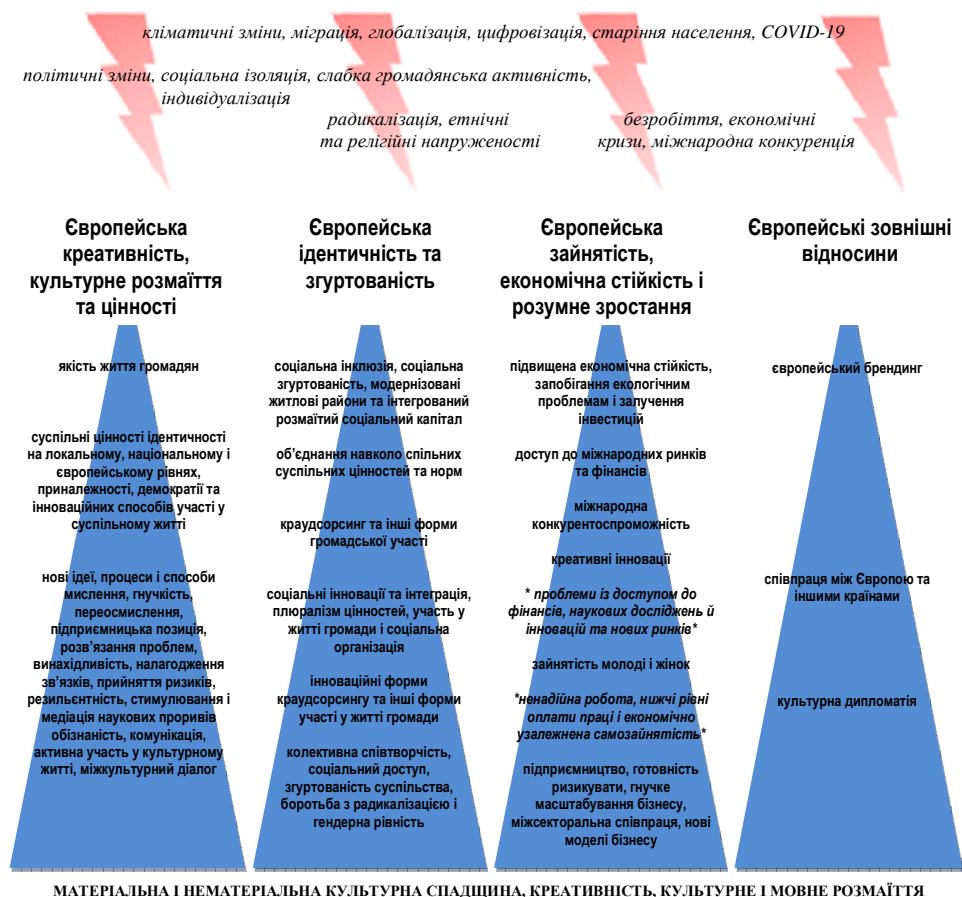 кліматичні зміни, міграція, глобалізація, цифровізація, старіння населення, COVID-19
політичні зміни, соціальна ізоляція, слабка громадянська активність,
індивідуалізація
радикалізація, етнічні
та релігійні напруженості
безробіття, економічні
кризи, міжнародна конкуренція
Європейська
креативність,
культурне розмаїття
та цінності
якість життя громадян
суспільні цінності ідентичності
на локальному, національному і
європейському рівнях,
приналежності, демократії та
інноваційних способів участі у
суспільному житті
нові ідеї, процеси і способи
мислення, гнучкість,
переосмислення,
підприємницька позиція,
розв’язання проблем,
винахідливість, налагодження
зв’язків, прийняття ризиків,
резильєнтність, стимулювання і
медіація наукових проривів
обізнаність, комунікація,
активна участь у культурному
житті, міжкультурний діалог
Європейська
ідентичність та
згуртованість
соціальна інклюзія, соціальна
згуртованість, модернізовані
житлові райони та інтегрований
розмаїтий соціальний капітал
об’єднання навколо спільних
суспільних цінностей та норм
краудсорсинг та інші форми
громадської участі
соціальні інновації та інтеграція,
плюралізм цінностей, участь у
житті громади і соціальна
організація
інноваційні форми
краудсорсингу та інші форми
участі у житті громади
колективна співтворчість,
соціальний доступ,
згуртованість суспільства,
боротьба з радикалізацією і
гендерна рівність
Європейська
зайнятість,
економічна стійкість і
розумне зростання
підвищена економічна стійкість,
запобігання екологічним
проблемам і залучення
інвестицій
доступ до міжнародних ринків
та фінансів
міжнародна
конкурентоспроможність
креативні інновації
* проблеми із доступом до
фінансів, наукових досліджень й
інновацій та нових ринків*
зайнятість молоді і жінок
*ненадійна робота, нижчі рівні
оплати праці і економічно
узалежнена самозайнятість*
підприємництво, готовність
ризикувати, гнучке
масштабування бізнесу,
міжсекторальна співпраця, нові
моделі бізнесу
Європейські зовнішні
відносини
європейський брендинг
співпраця між Європою та
іншими країнами
культурна дипломатія
МАТЕРІАЛЬНА І НЕМАТЕРІАЛЬНА КУЛЬТУРНА СПАДЩИНА, КРЕАТИВНІСТЬ, КУЛЬТУРНЕ І МОВНЕ РОЗМАЇТТЯ